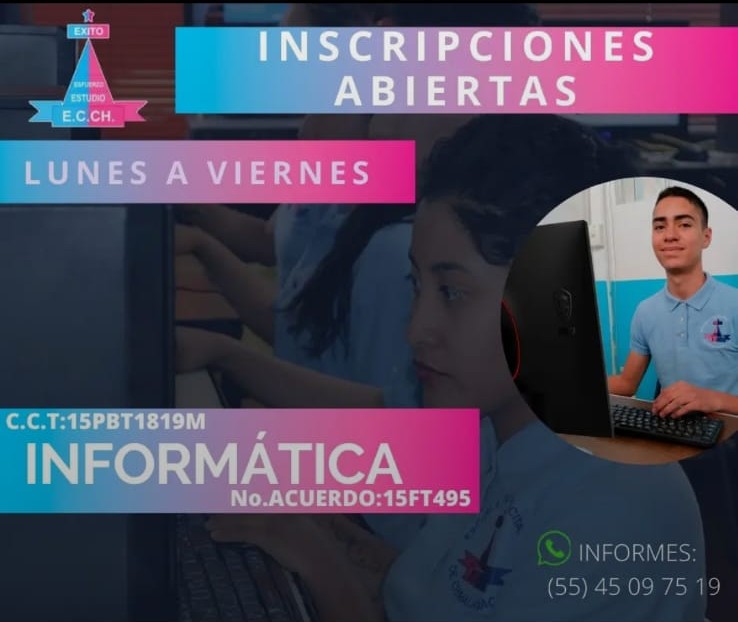 EXITO
ESFUERZO
ESTUDIO
E.C.CH.
INSCRIPCIONES
ABIERTAS
LUNES A VIERNES
C.C.T:15PBT1819M
INFORMÁTICA
No.ACUERDO:15FT495
INFORMES:
(55) 45 09 75 19